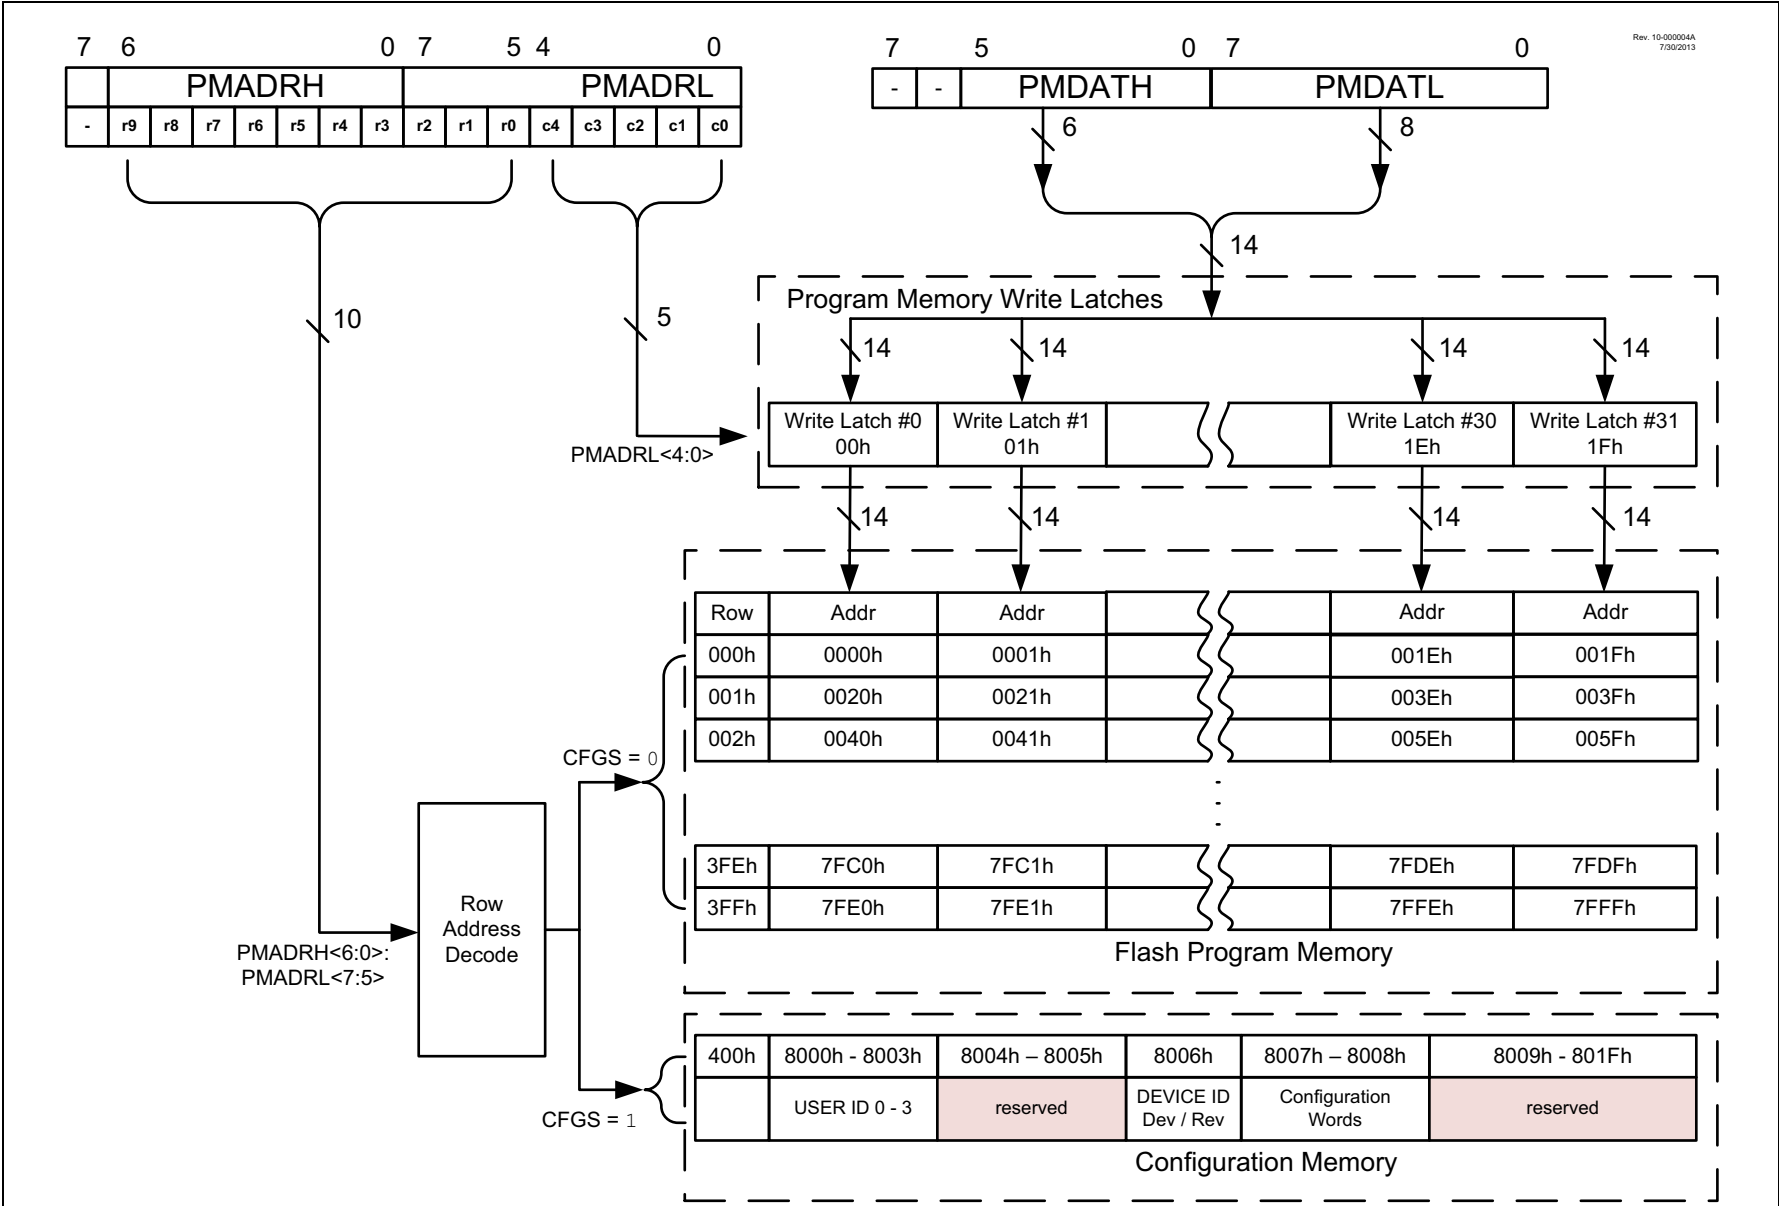 7 6 0 7 5 4 0
7 5 0 7 0
Rev. 10-000004A
7/30/2013
PMADRH PMADRL
- r9 r8 r7 r6 r5 r4 r3 r2 r1 r0 c4 c3 c2 c1 c0
- - PMDATH PMDATL
6 8
14
10
5
Program Memory Write Latches
14 14 14 14
PMADRL<4:0>
Write Latch #0 Write Latch #1 Write Latch #30 Write Latch #31
00h 01h 1Eh 1Fh
14 14 14 14
Row Addr Addr Addr Addr
000h 0000h 0001h 001Eh 001Fh
001h 0020h 0021h 003Eh 003Fh
002h 0040h 0041h 005Eh 005Fh
CFGS = 0
3FEh 7FC0h 7FC1h 7FDEh 7FDFh
3FFh 7FE0h 7FE1h 7FFEh 7FFFh
Flash Program Memory
Row
Address
Decode
PMADRH<6:0>:
PMADRL<7:5>
400h 8000h - 8003h 8004h – 8005h 8006h 8007h – 8008h 8009h - 801Fh
USER ID 0 - 3 reserved DEVICE ID Configuration reserved
Dev / Rev Words
CFGS = 1
Configuration Memory